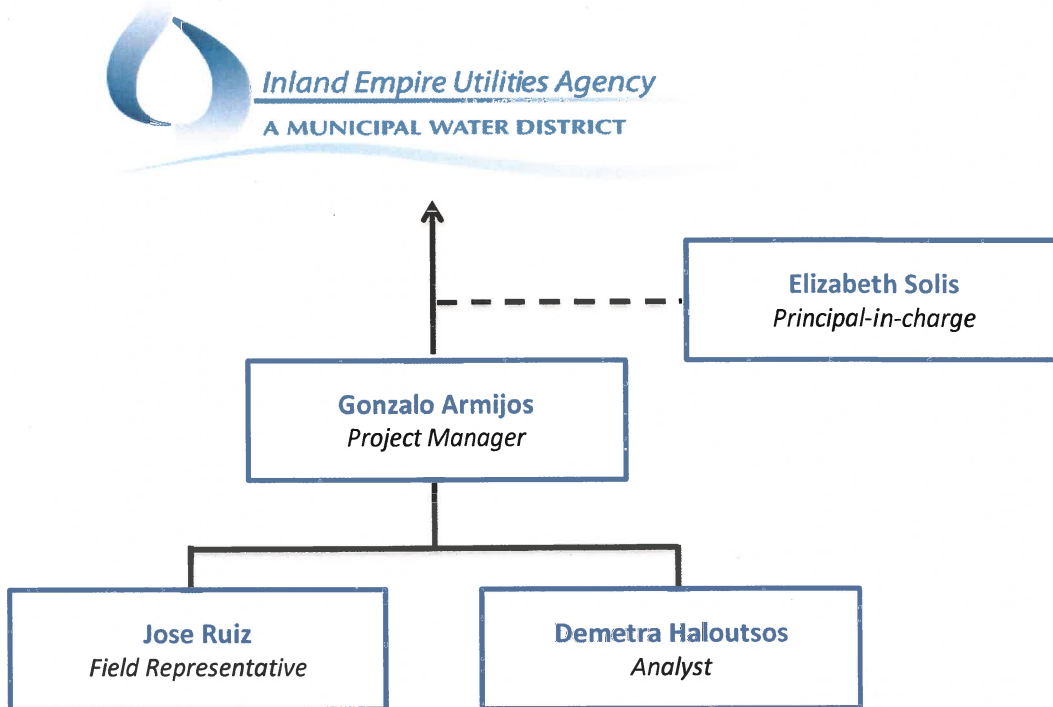 Inland Empire Utilities Agency
A MUNICIPAL WATER DISTRICT
Elizabeth Solis
Principal-in-charge
Gonzalo Armijos
Project Manager
Jose Ruiz
Field Representative
Demetra Haloutsos
Analyst